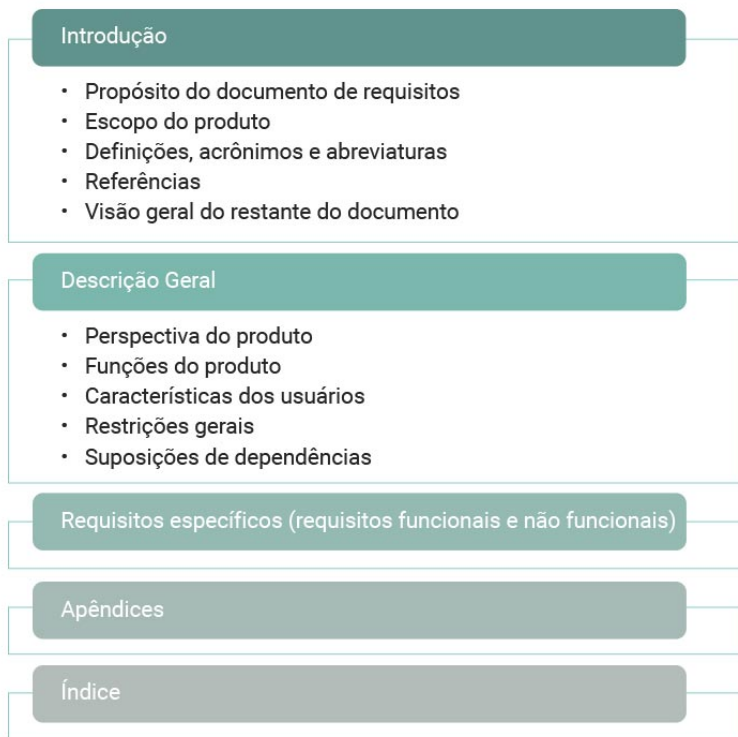 Introdução
• Propósito do documento de requisitos
• Escopo do produto
• Definições, acrônimos e abreviaturas
• Referências
• Visão geral do restante do documento
Descrição Geral
• Perspectiva do produto
• Funções do produto
• Características dos usuários
• Restrições gerais
• Suposições de dependências
Requisitos específicos (requisitos funcionais e não funcionais)
Apêndices
Índice